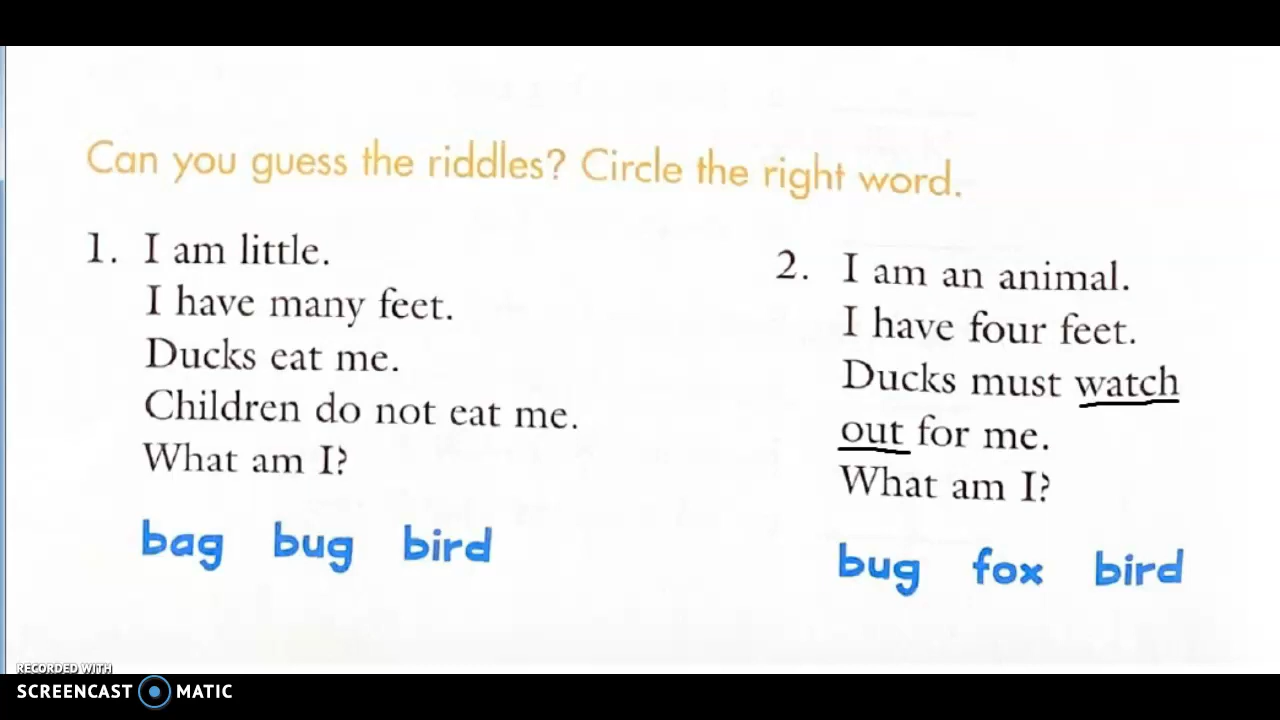 Can you guess the riddles? Circle the right word.
1. I am little.
I have many feet.
Ducks eat me.
Children do not eat me.
What am I?
bag bug bird
2. I am an animal.
I have four feet.
Ducks must watch
out for me.
What am I?
bug fox bird
RECORDED WITH
SCREENCAST MATIC